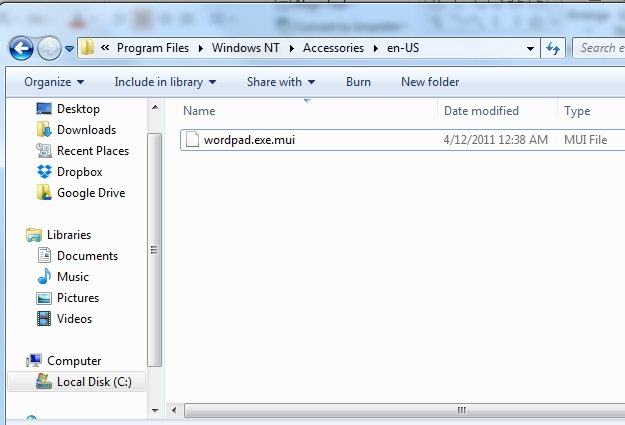 « Program Files ▸ Windows NT ▸ Accessories ▸ en-US
Search e
Organize Include in library Share with Burn New folder
Name Date modified Type
Desktop
Downloads
Recent Places
Dropbox
Google Drive
Libraries
Documents
Music
Pictures
Videos
Computer
Local Disk (C:)
wordpad.exe.mui 4/12/2011 12:38 AM MUI File